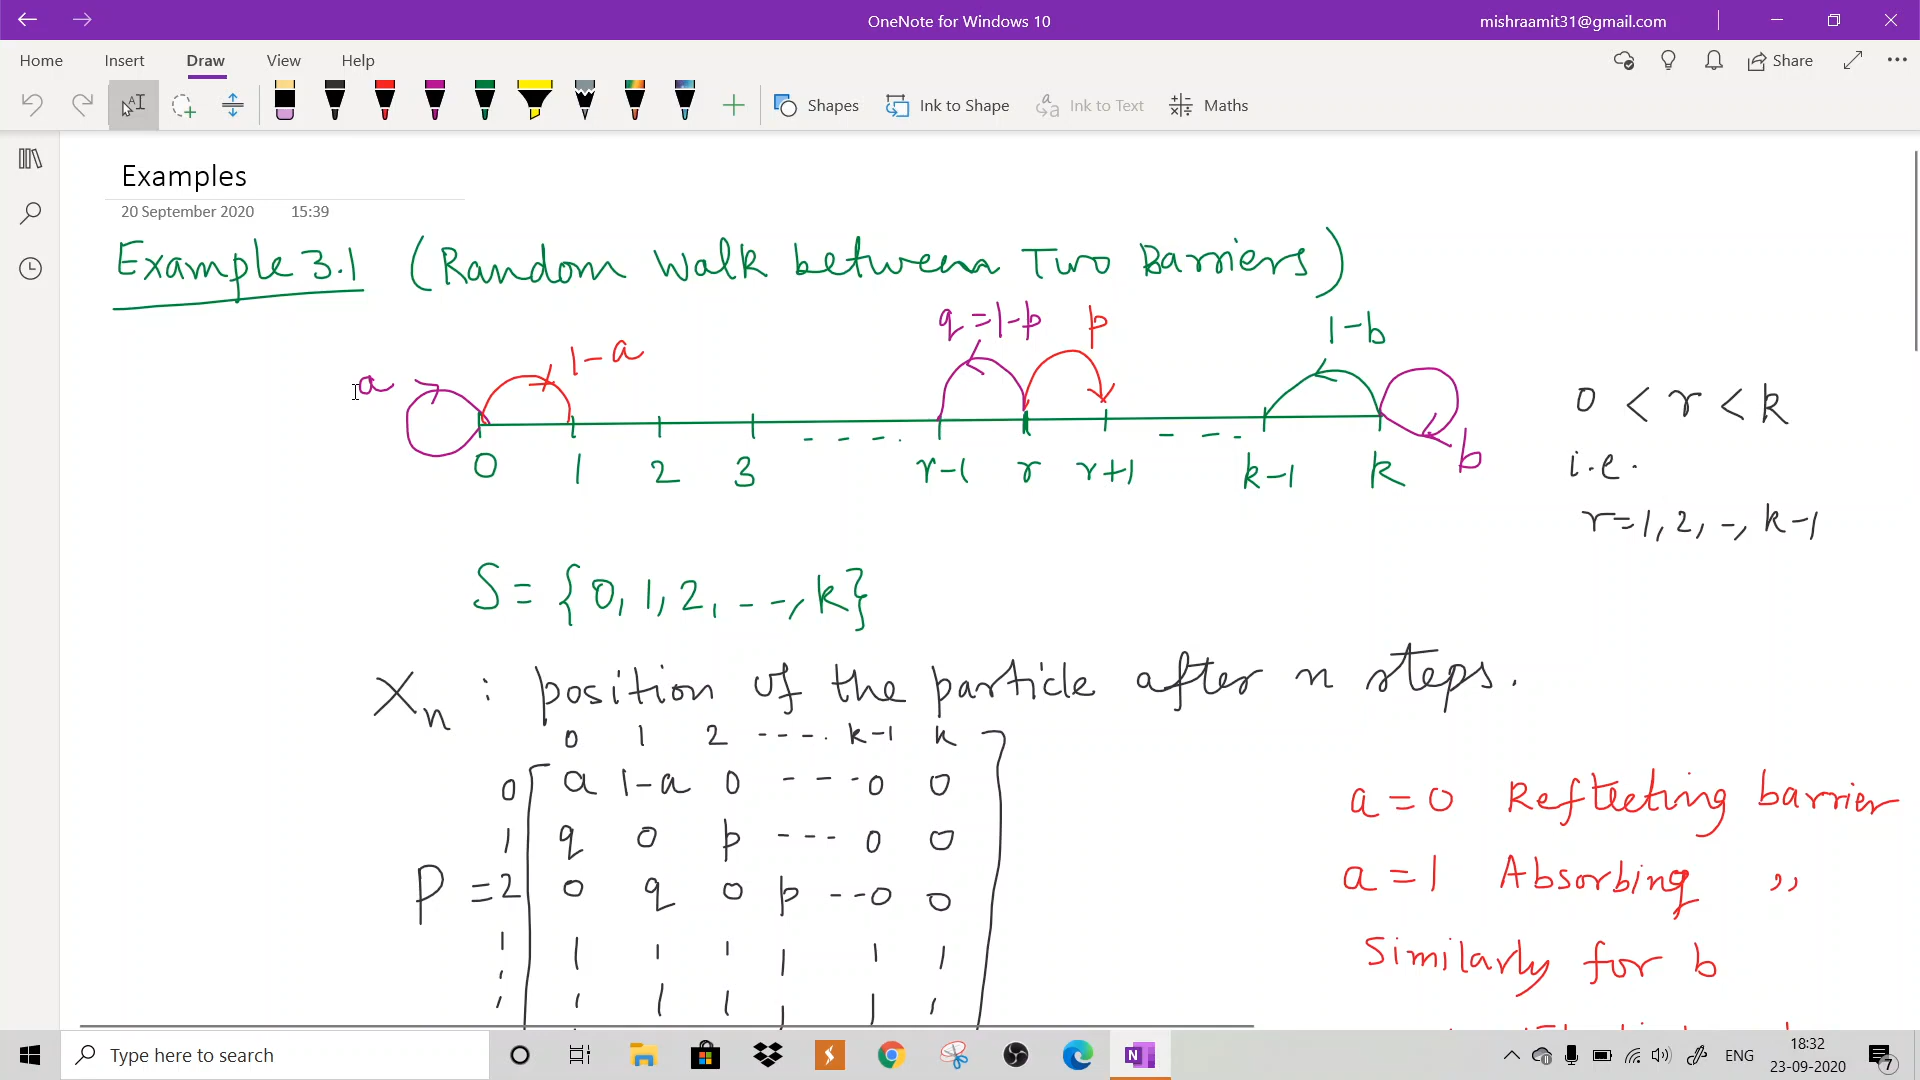 OneNote for Windows 10
mishraamit31@gmail.com
Home Insert Draw View Help
Share
Shapes Ink to Shape Ink to Text Maths
Examples
20 September 2020 15:39
Example 3.1 (Random Walk between Two Barriers)
a 1-a q=1-p p 1-b
0 < r < k
0 1 2 3 ----. r-1 r r+1 - --. k-1 k b
i.e.
r=1, 2, -, k-1
S = {0, 1, 2, - -, k}
Xn : position of the particle after n steps.
0 1 2 ----. k-1 k
0 a 1-a 0 - - - 0 0
1 q 0 p --- 0 0
P = 2 0 q 0 p -- 0 0
a = 0 Reflecting barrier
a = 1 Absorbing ,,
Similarly for b
Type here to search
ENG
18:32
23-09-2020
7